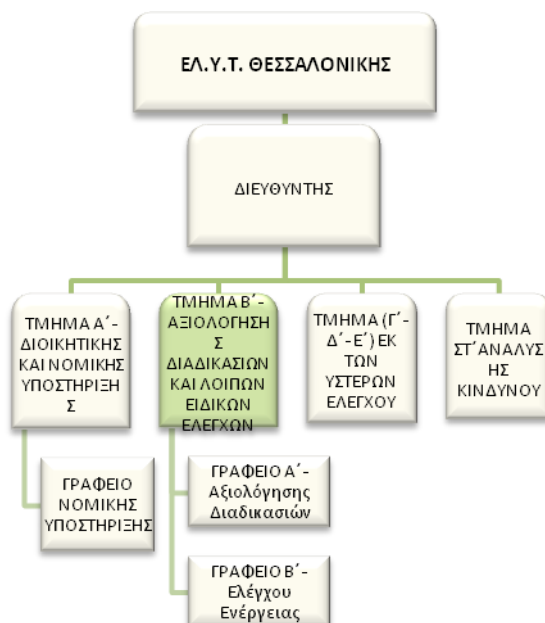 ΕΛ.Υ.Τ. ΘΕΣΣΑΛΟΝΙΚΗΣ
ΔΙΕΥΘΥΝΤΗΣ
ΤΜΗΜΑ Α΄-
ΔΙΟΙΚΗΤΙΚΗΣ
ΚΑΙ ΝΟΜΙΚΗΣ
ΥΠΟΣΤΗΡΙΞΗ
Σ
ΤΜΗΜΑ Β΄-
ΑΞΙΟΛΟΓΗΣΗ
Σ
ΔΙΑΔΙΚΑΣΙΩΝ
ΚΑΙ ΛΟΙΠΩΝ
ΕΙΔΙΚΩΝ
ΕΛΕΓΧΩΝ
ΤΜΗΜΑ (Γ΄-
Δ΄-Ε΄) ΕΚ
ΤΩΝ
ΥΣΤΕΡΩΝ
ΕΛΕΓΧΟΥ
ΤΜΗΜΑ
ΣΤ΄ΑΝΑΛΥΣ
ΗΣ
ΚΙΝΔΥΝΟΥ
ΓΡΑΦΕΙΟ
ΝΟΜΙΚΗΣ
ΥΠΟΣΤΗΡΙΞΗΣ
ΓΡΑΦΕΙΟ Α΄-
Αξιολόγησης
Διαδικασιών
ΓΡΑΦΕΙΟ Β΄-
Ελέγχου
Ενέργειας